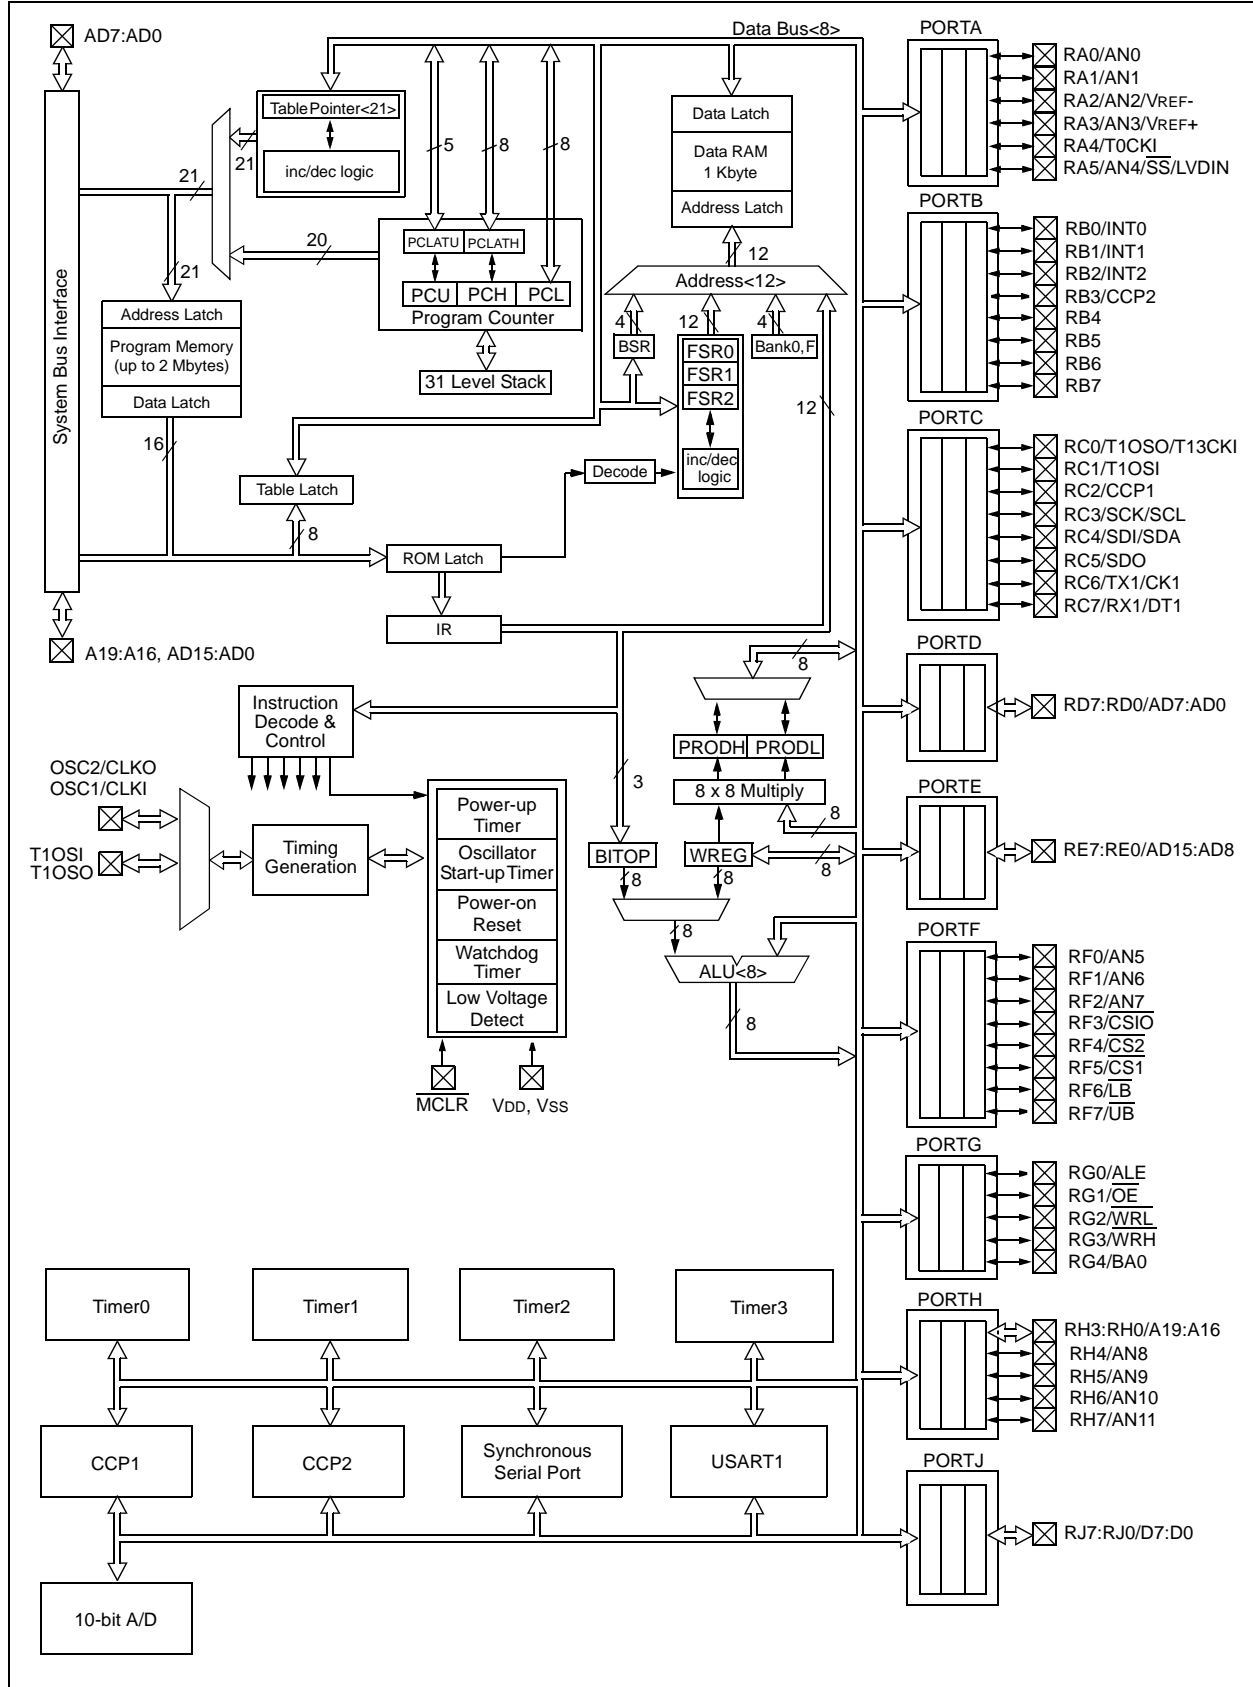 Data Bus<8>
AD7:AD0
System Bus Interface
A19:A16, AD15:AD0
21
Table Pointer<21>
inc/dec logic
21
20
21
5
8
8
PCLATU
PCLATH
PCU
PCH
PCL
Program Counter
31 Level Stack
Address Latch
Program Memory
(up to 2 Mbytes)
Data Latch
16
Table Latch
8
ROM Latch
IR
Decode
Data Latch
Data RAM
1 Kbyte
Address Latch
12
Address<12>
4
12
4
BSR
Bank0, F
FSR0
FSR1
FSR2
inc/dec
logic
12
8
PRODH
PRODL
8 x 8 Multiply
8
3
BITOP
WREG
8
8
8
8
ALU<8>
8
Instruction
Decode &
Control
OSC2/CLKO
OSC1/CLKI
T1OSI
T1OSO
Timing
Generation
Power-up
Timer
Oscillator
Start-up Timer
Power-on
Reset
Watchdog
Timer
Low Voltage
Detect
MCLR
VDD, VSS
Timer0
Timer1
Timer2
Timer3
CCP1
CCP2
Synchronous
Serial Port
USART1
10-bit A/D
PORTA
RA0/AN0
RA1/AN1
RA2/AN2/VREF-
RA3/AN3/VREF+
RA4/T0CKI
RA5/AN4/SS/LVDIN
PORTB
RB0/INT0
RB1/INT1
RB2/INT2
RB3/CCP2
RB4
RB5
RB6
RB7
PORTC
RC0/T1OSO/T13CKI
RC1/T1OSI
RC2/CCP1
RC3/SCK/SCL
RC4/SDI/SDA
RC5/SDO
RC6/TX1/CK1
RC7/RX1/DT1
PORTD
RD7:RD0/AD7:AD0
PORTE
RE7:RE0/AD15:AD8
PORTF
RF0/AN5
RF1/AN6
RF2/AN7
RF3/CSIO
RF4/CS2
RF5/CS1
RF6/LB
RF7/UB
PORTG
RG0/ALE
RG1/OE
RG2/WRL
RG3/WRH
RG4/BA0
PORTH
RH3:RH0/A19:A16
RH4/AN8
RH5/AN9
RH6/AN10
RH7/AN11
PORTJ
RJ7:RJ0/D7:D0